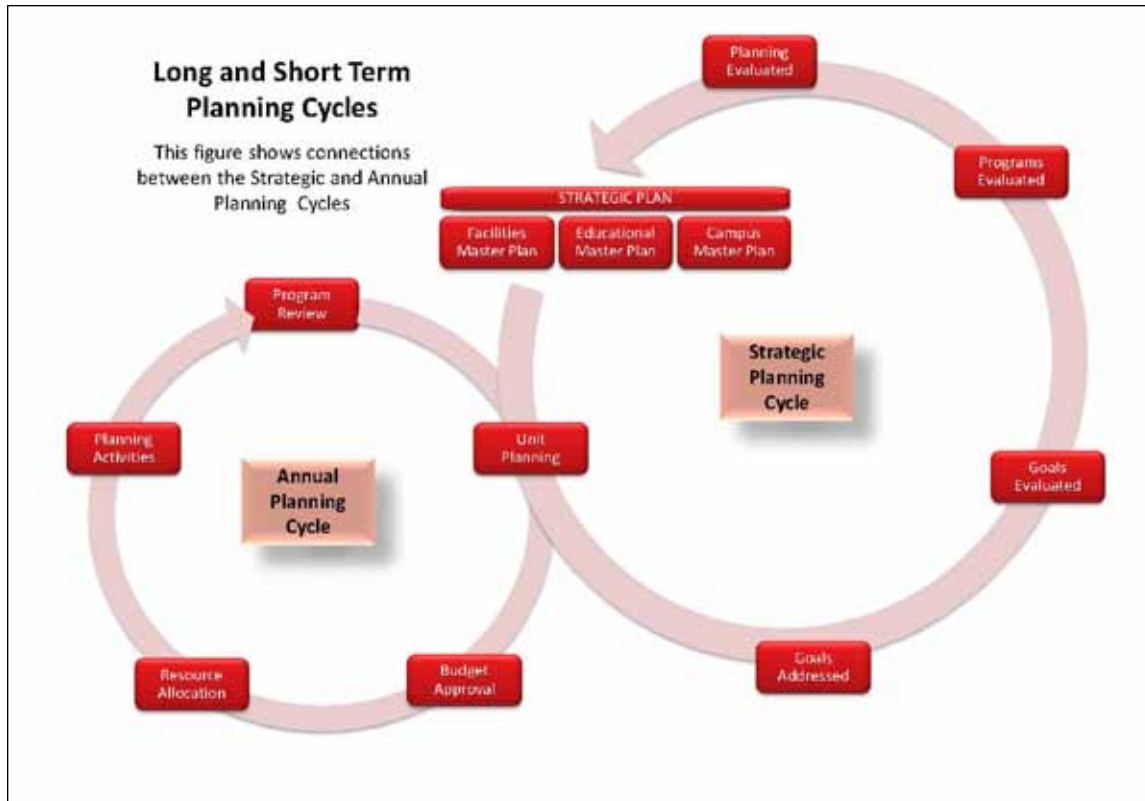 Long and Short Term
Planning Cycles
This figure shows connections
between the Strategic and Annual
Planning Cycles
Planning
Evaluated
Programs
Evaluated
STRATEGIC PLAN
Facilities
Master Plan
Educational
Master Plan
Campus
Master Plan
Program
Review
Strategic
Planning
Cycle
Planning
Activities
Unit
Planning
Annual
Planning
Cycle
Goals
Evaluated
Resource
Allocation
Budget
Approval
Goals
Addressed